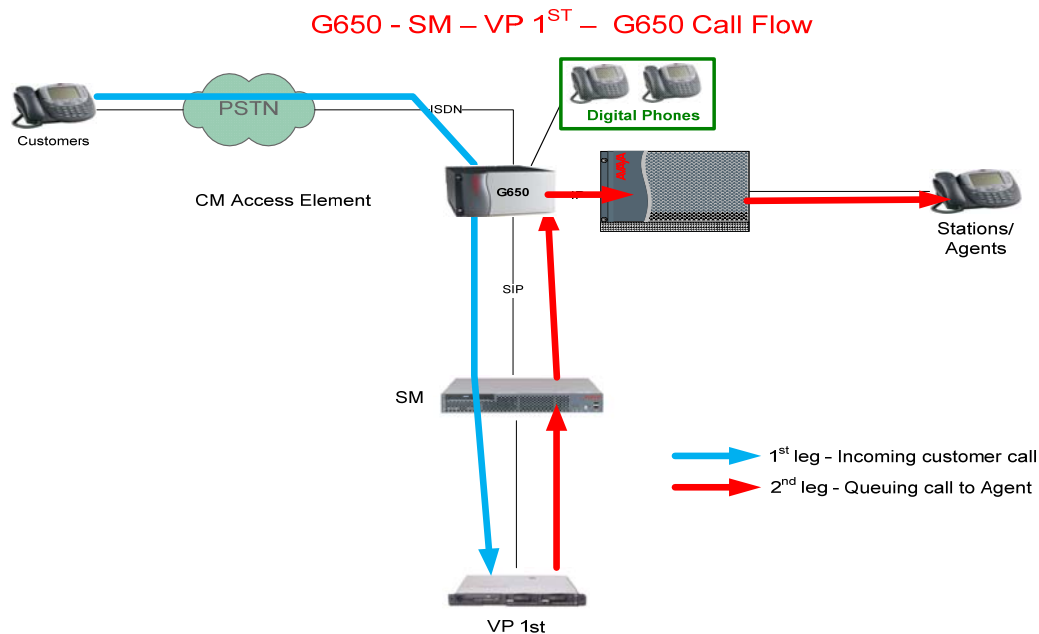 G650 - SM – VP 1ST – G650 Call Flow
PSTN
ISDN
Customers
Digital Phones
CM Access Element
G650
AVAYA
Stations/
Agents
SIP
SM
1st leg - Incoming customer call
2nd leg - Queuing call to Agent
VP 1st